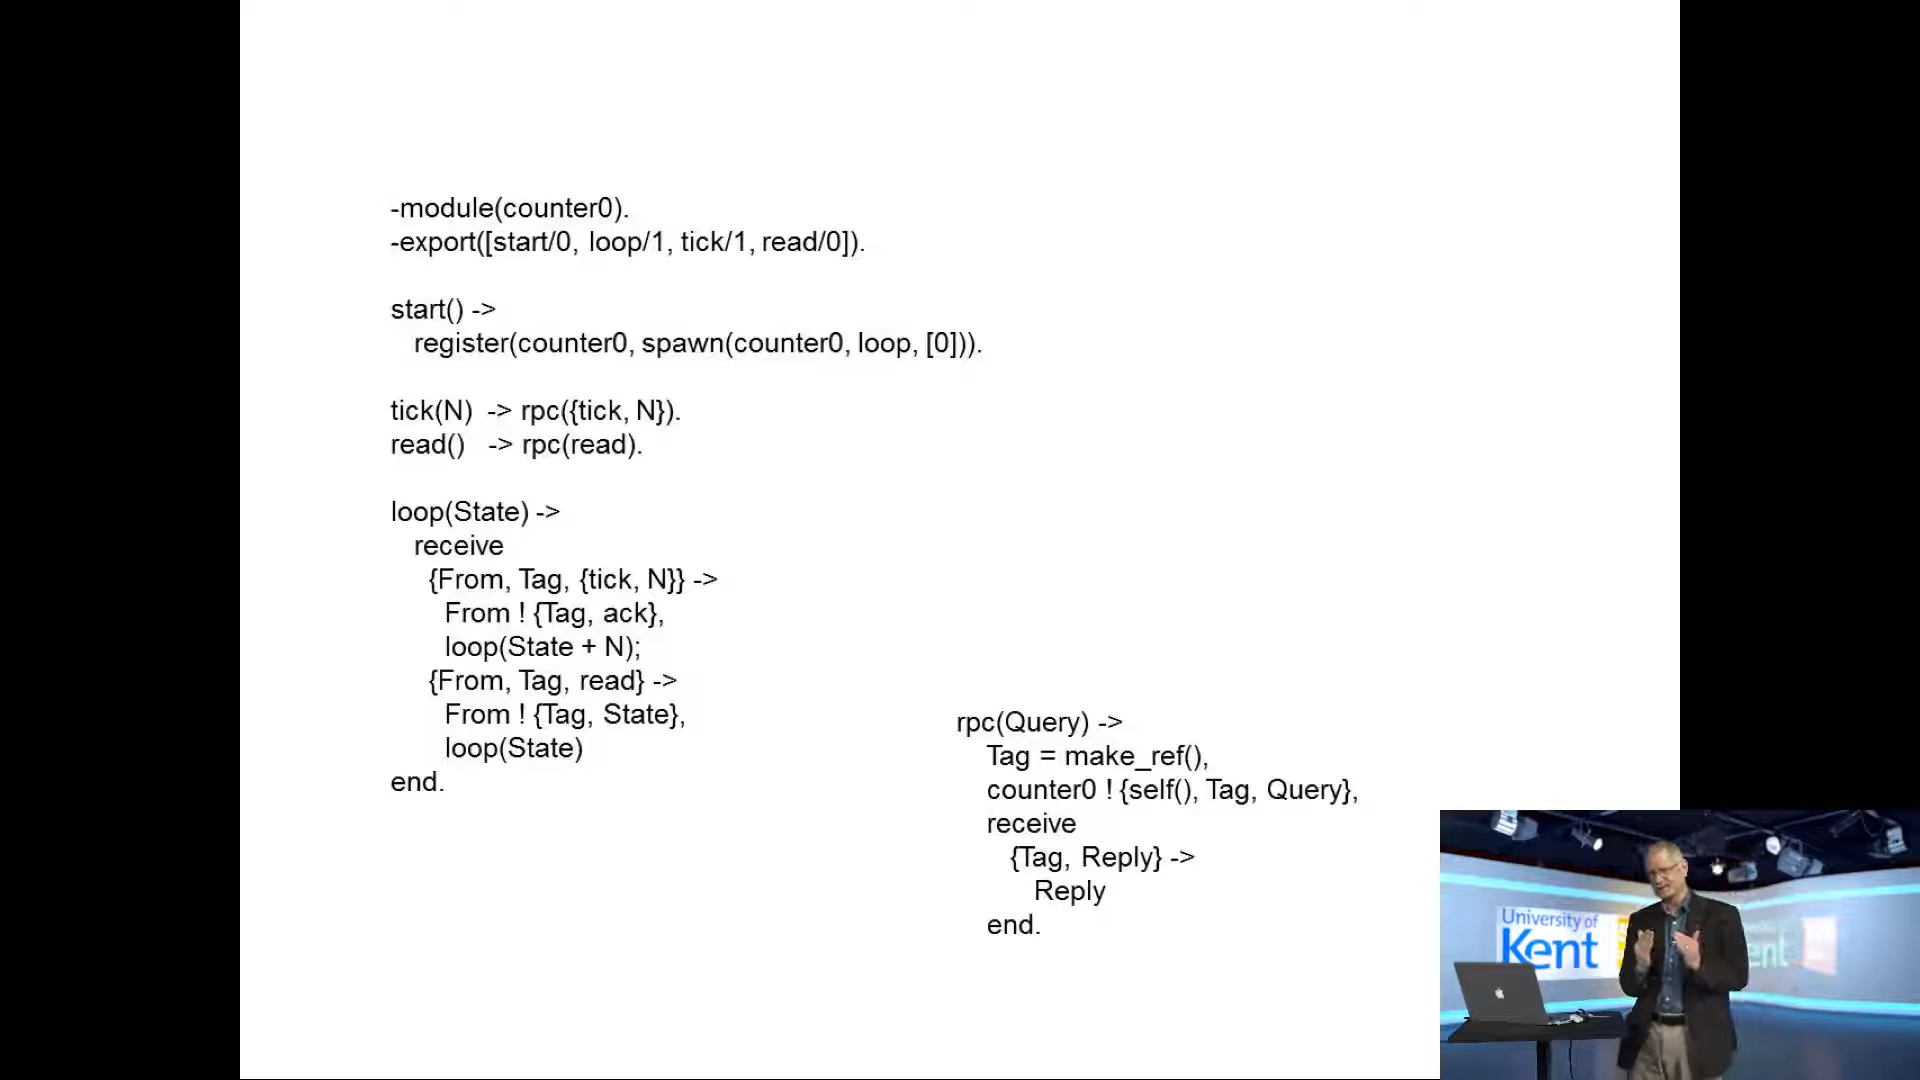 -module(counter0).
-export([start/0, loop/1, tick/1, read/0]).
start() ->
register(counter0, spawn(counter0, loop, [0])).
tick(N) -> rpc({tick, N}).
read() -> rpc(read).
loop(State) ->
receive
{From, Tag, {tick, N}} ->
From ! {Tag, ack},
loop(State + N);
{From, Tag, read} ->
From ! {Tag, State},
loop(State)
end.
rpc(Query) ->
Tag = make_ref(),
counter0 ! {self(), Tag, Query},
receive
{Tag, Reply} ->
Reply
end.
University of
Kent